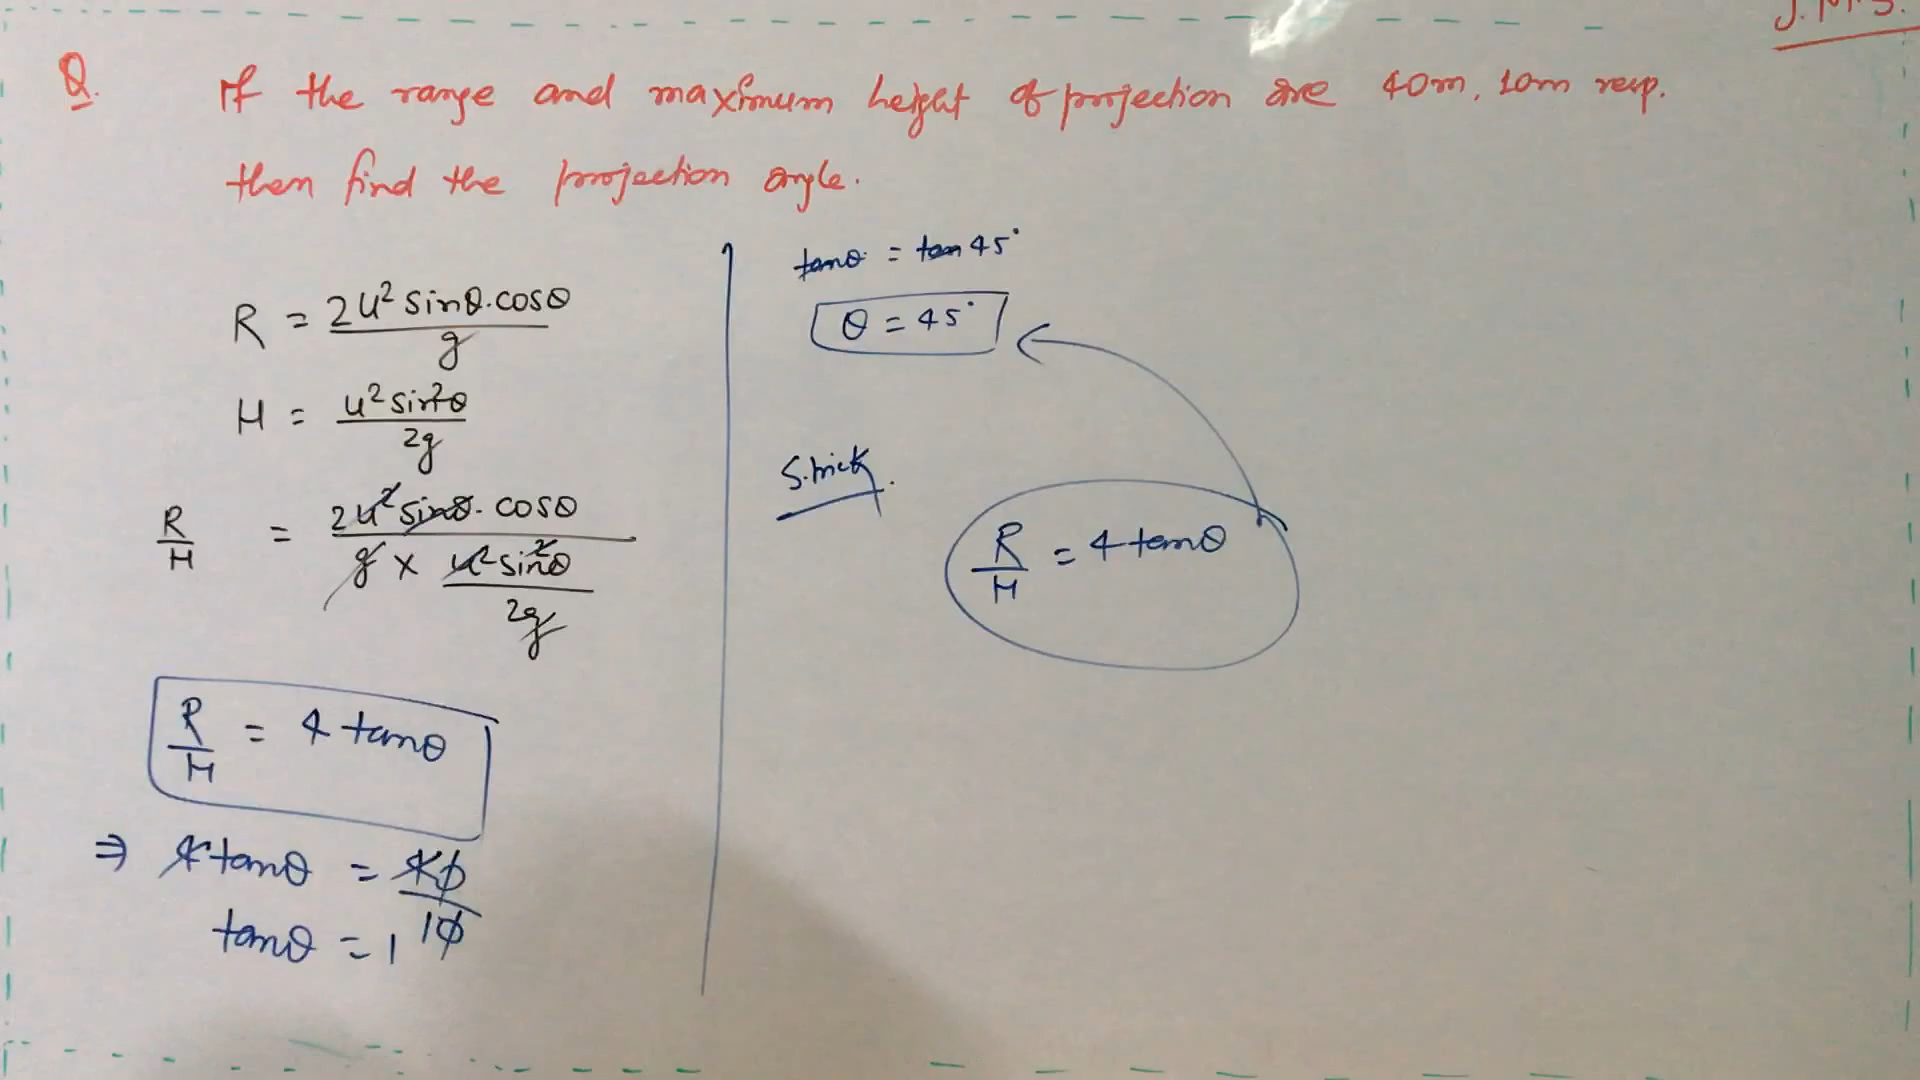 J.M.S.
Q. If the range and maximum height of projection are 40m, 10m resp.
then find the projection angle.
R = 2u² sinθ.cosθ / g
H = u² sin²θ / 2g
R/H = 2u² sinθ. cosθ / g × u² sin²θ / 2g
R/H = 4 tanθ
⇒ 4 tanθ = 40 / 10
tanθ = 1
tanθ = tan 45°
θ = 45°
S. trick.
R/H = 4 tanθ